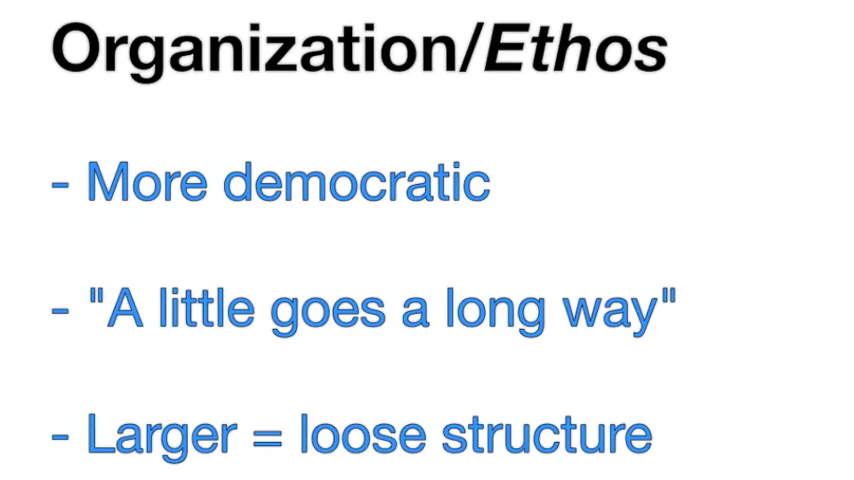 Organization/Ethos
- More democratic
- "A little goes a long way"
- Larger = loose structure